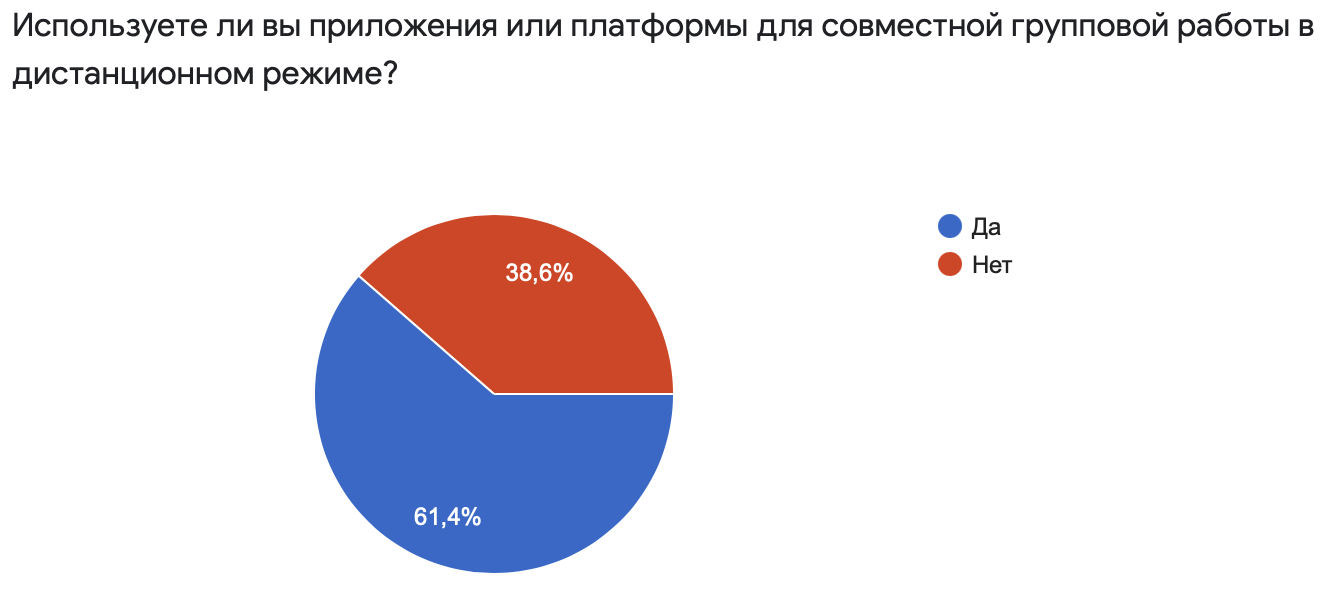 Используете ли вы приложения или платформы для совместной групповой работы в
дистанционном режиме?
Да
Нет
38,6%
61,4%